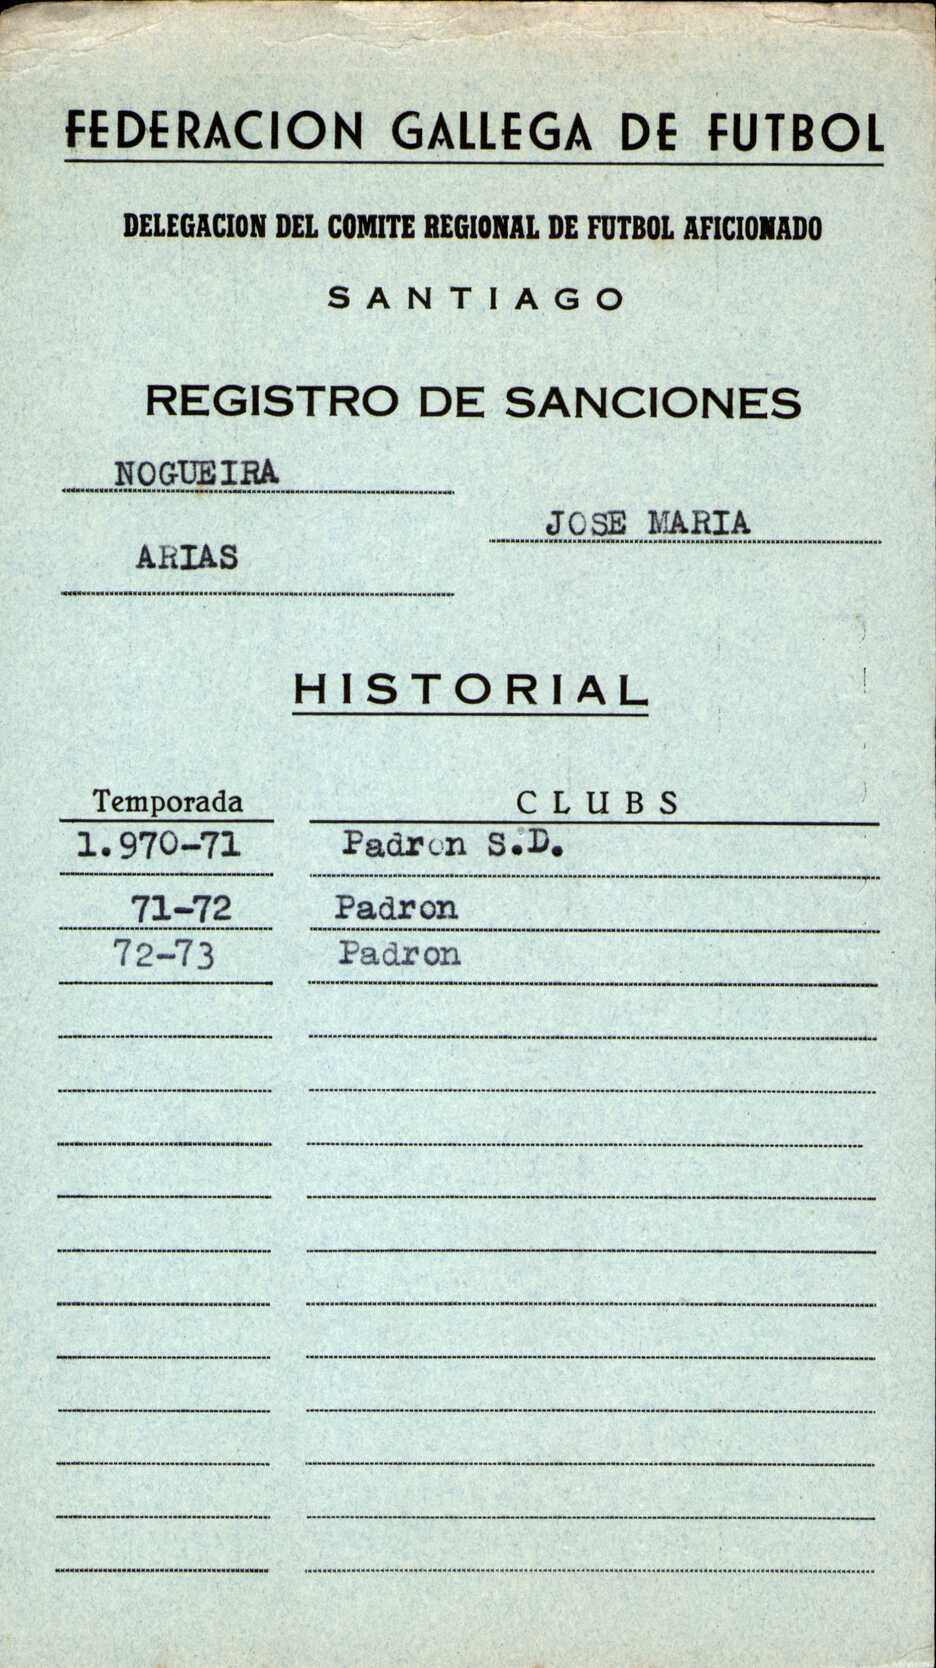 FEDERACION GALLEGA DE FUTBOL
DELEGACION DEL COMITE REGIONAL DE FUTBOL AFICIONADO
SANTIAGO
REGISTRO DE SANCIONES
NOGUEIRA
JOSE MARIA
ARIAS
HISTORIAL
Temporada CLUBS
1.970-71 Padron S.D.
71-72 Padron
72-73 Padron